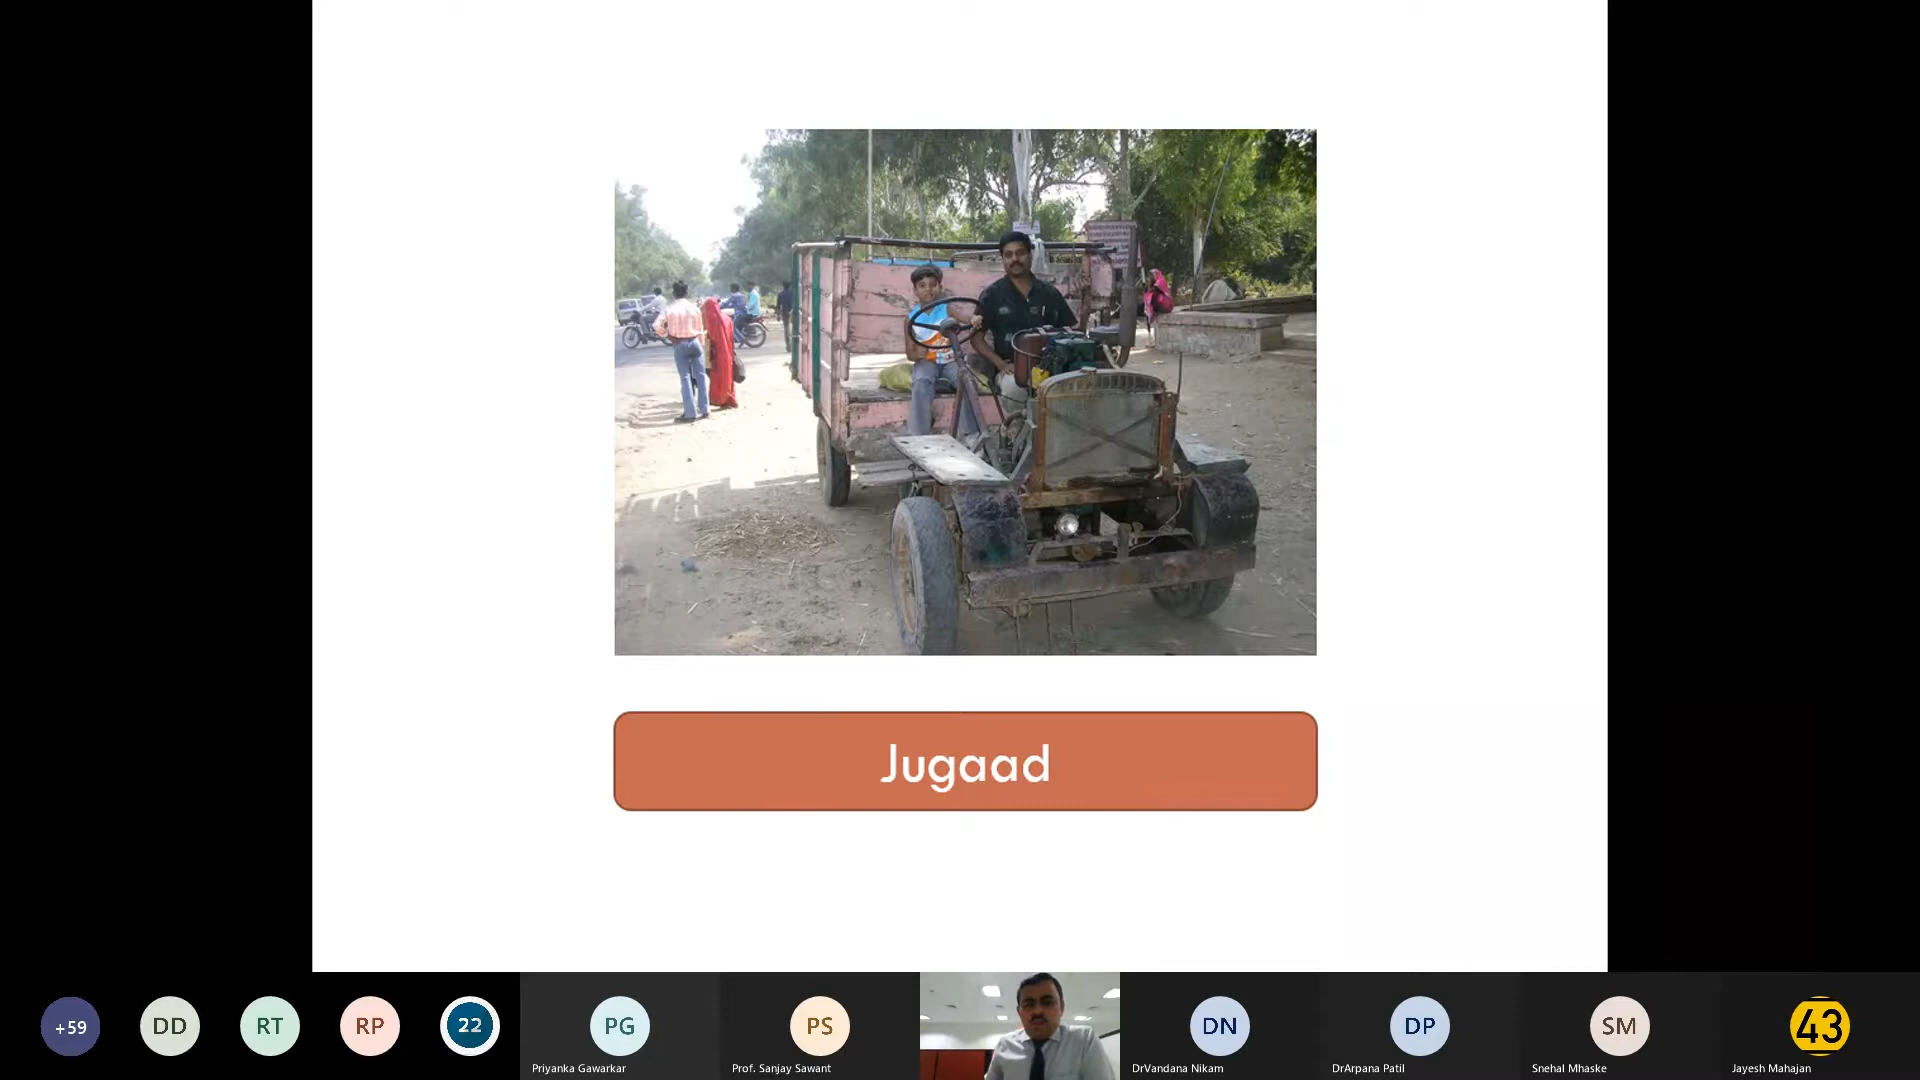 Jugaad
+59
DD
RT
RP
22
PG
PS
DN
DP
SM
43
Priyanka Gawarkar
Prof. Sanjay Sawant
DrVandana Nikam
DrArpana Patil
Snehal Mhaske
Jayesh Mahajan